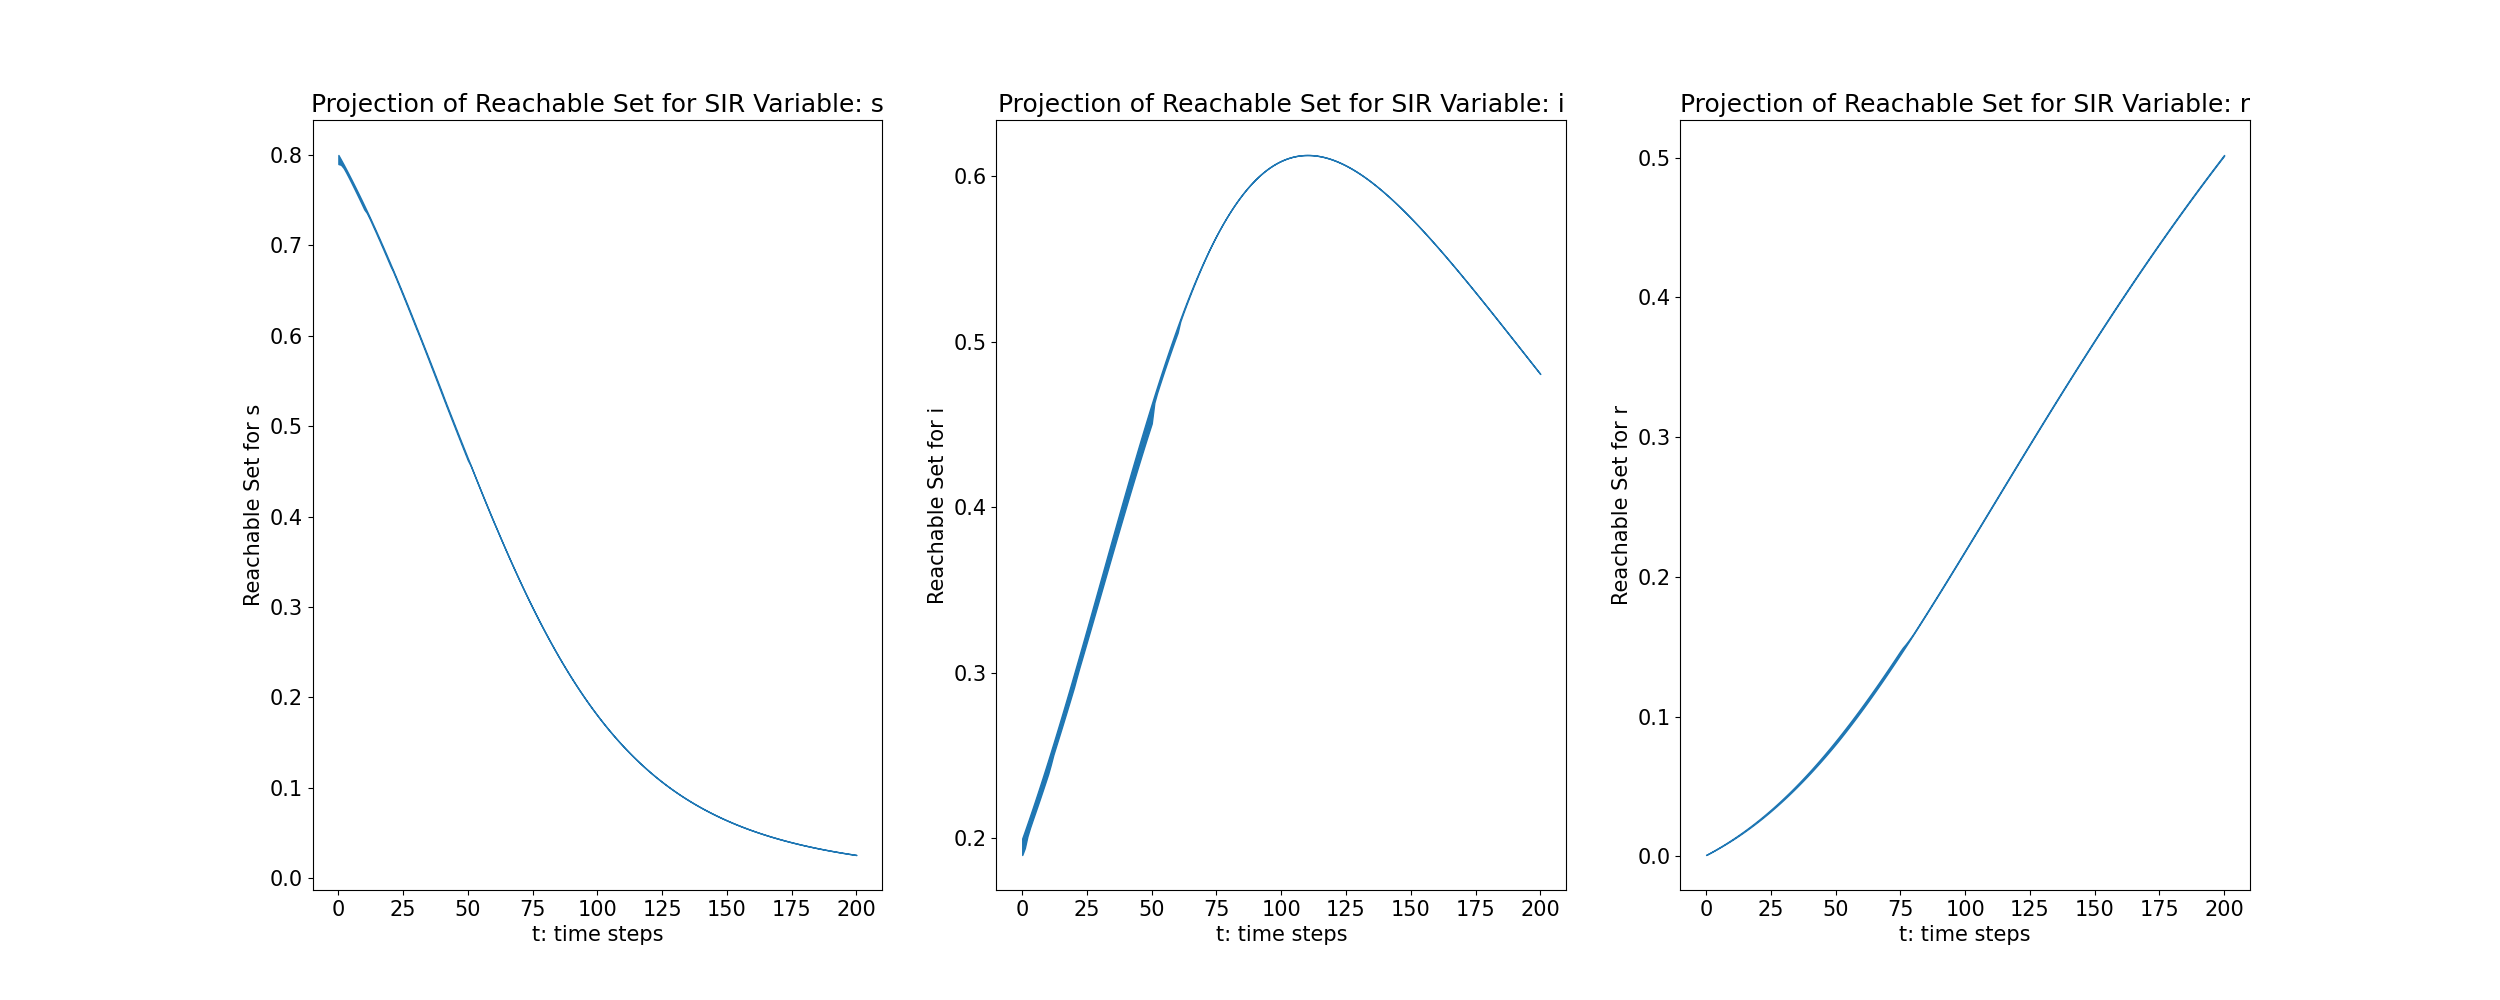 Projection of Reachable Set for SIR Variable: s
Reachable Set for s
0.8
0.7
0.6
0.5
0.4
0.3
0.2
0.1
0.0
0 25 50 75 100 125 150 175 200
t: time steps
Projection of Reachable Set for SIR Variable: i
Reachable Set for i
0.6
0.5
0.4
0.3
0.2
0 25 50 75 100 125 150 175 200
t: time steps
Projection of Reachable Set for SIR Variable: r
Reachable Set for r
0.5
0.4
0.3
0.2
0.1
0.0
0 25 50 75 100 125 150 175 200
t: time steps